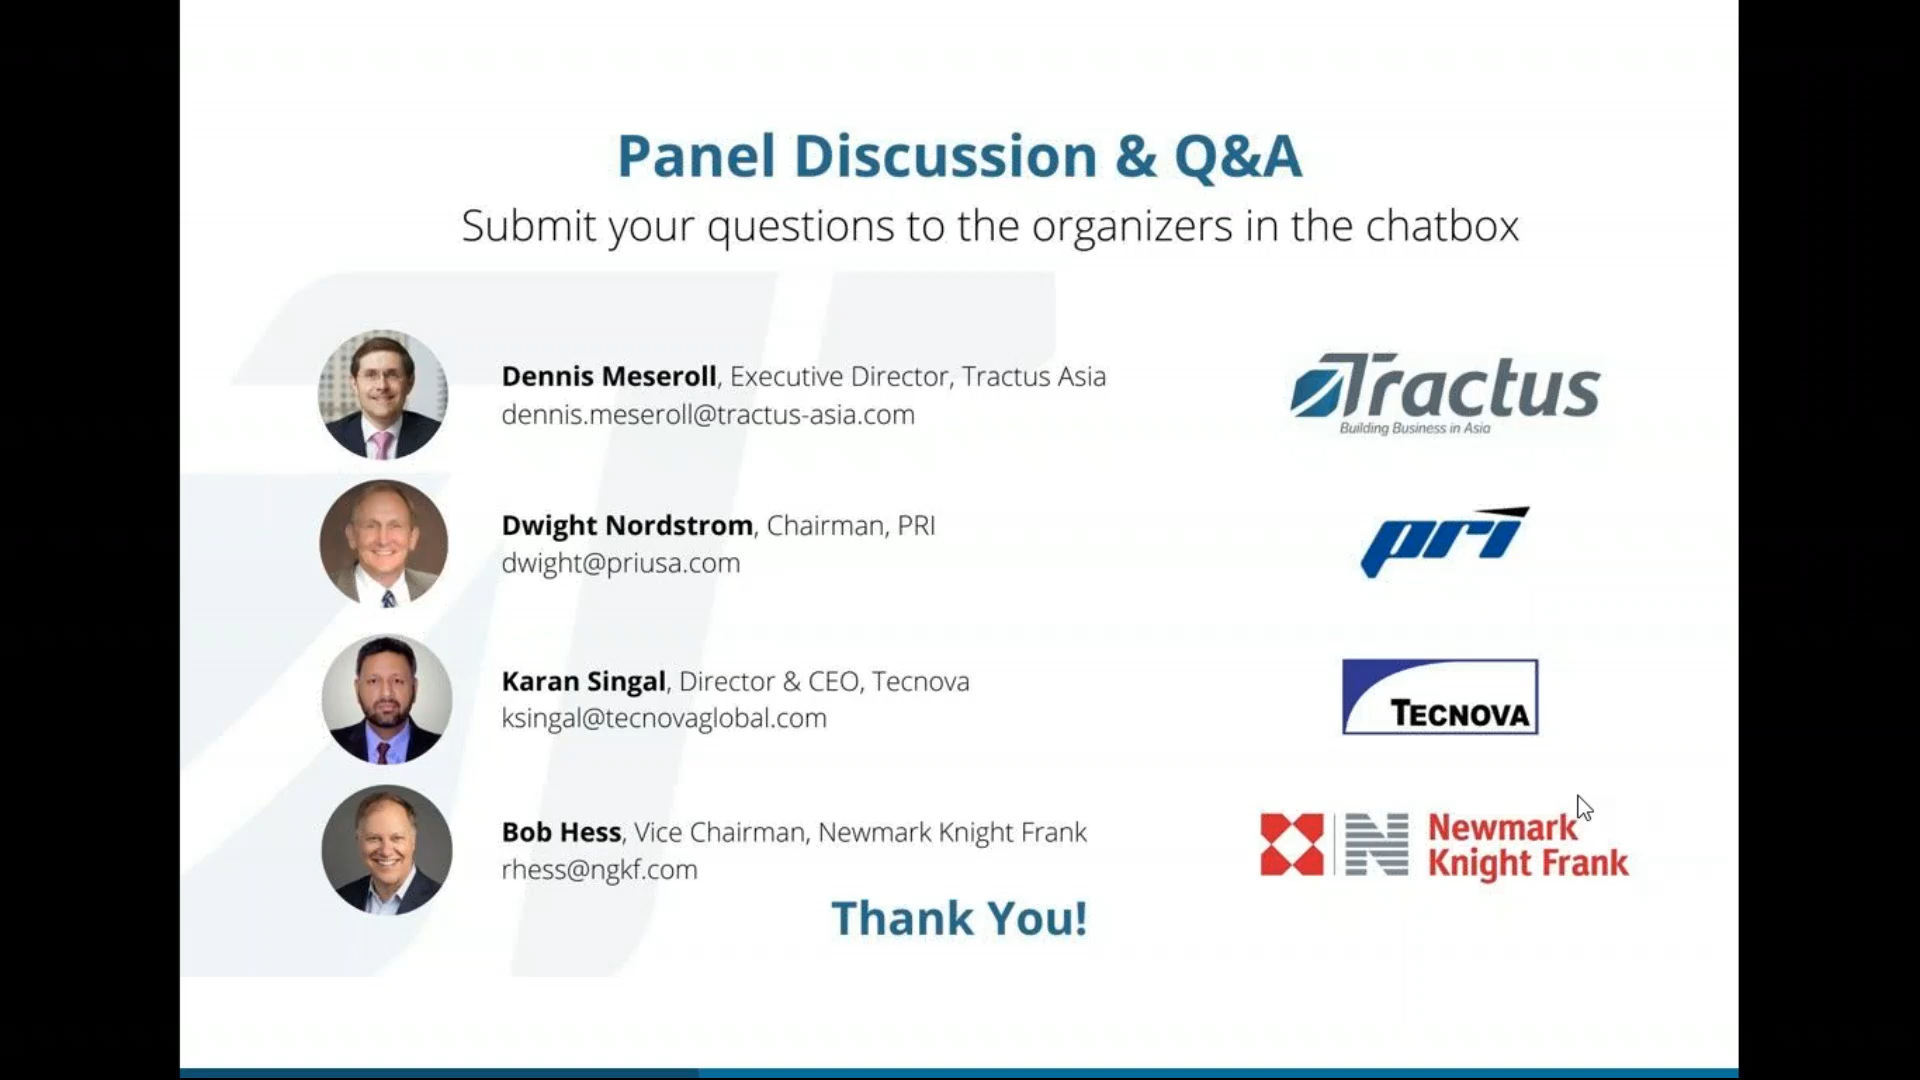 Panel Discussion & Q&A
Submit your questions to the organizers in the chatbox
Dennis Meseroll, Executive Director, Tractus Asia
dennis.meseroll@tractus-asia.com
Tractus
Building Business in Asia
Dwight Nordstrom, Chairman, PRI
dwight@priusa.com
pri
Karan Singal, Director & CEO, Tecnova
ksingal@tecnovaglobal.com
TECNOVA
Bob Hess, Vice Chairman, Newmark Knight Frank
rhess@ngkf.com
N
Newmark
Knight Frank
Thank You!